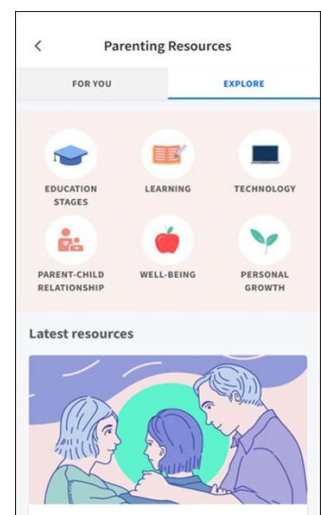 Parenting Resources
FOR YOU
EXPLORE
EDUCATION STAGES
LEARNING
TECHNOLOGY
PARENT-CHILD RELATIONSHIP
WELL-BEING
PERSONAL GROWTH
Latest resources